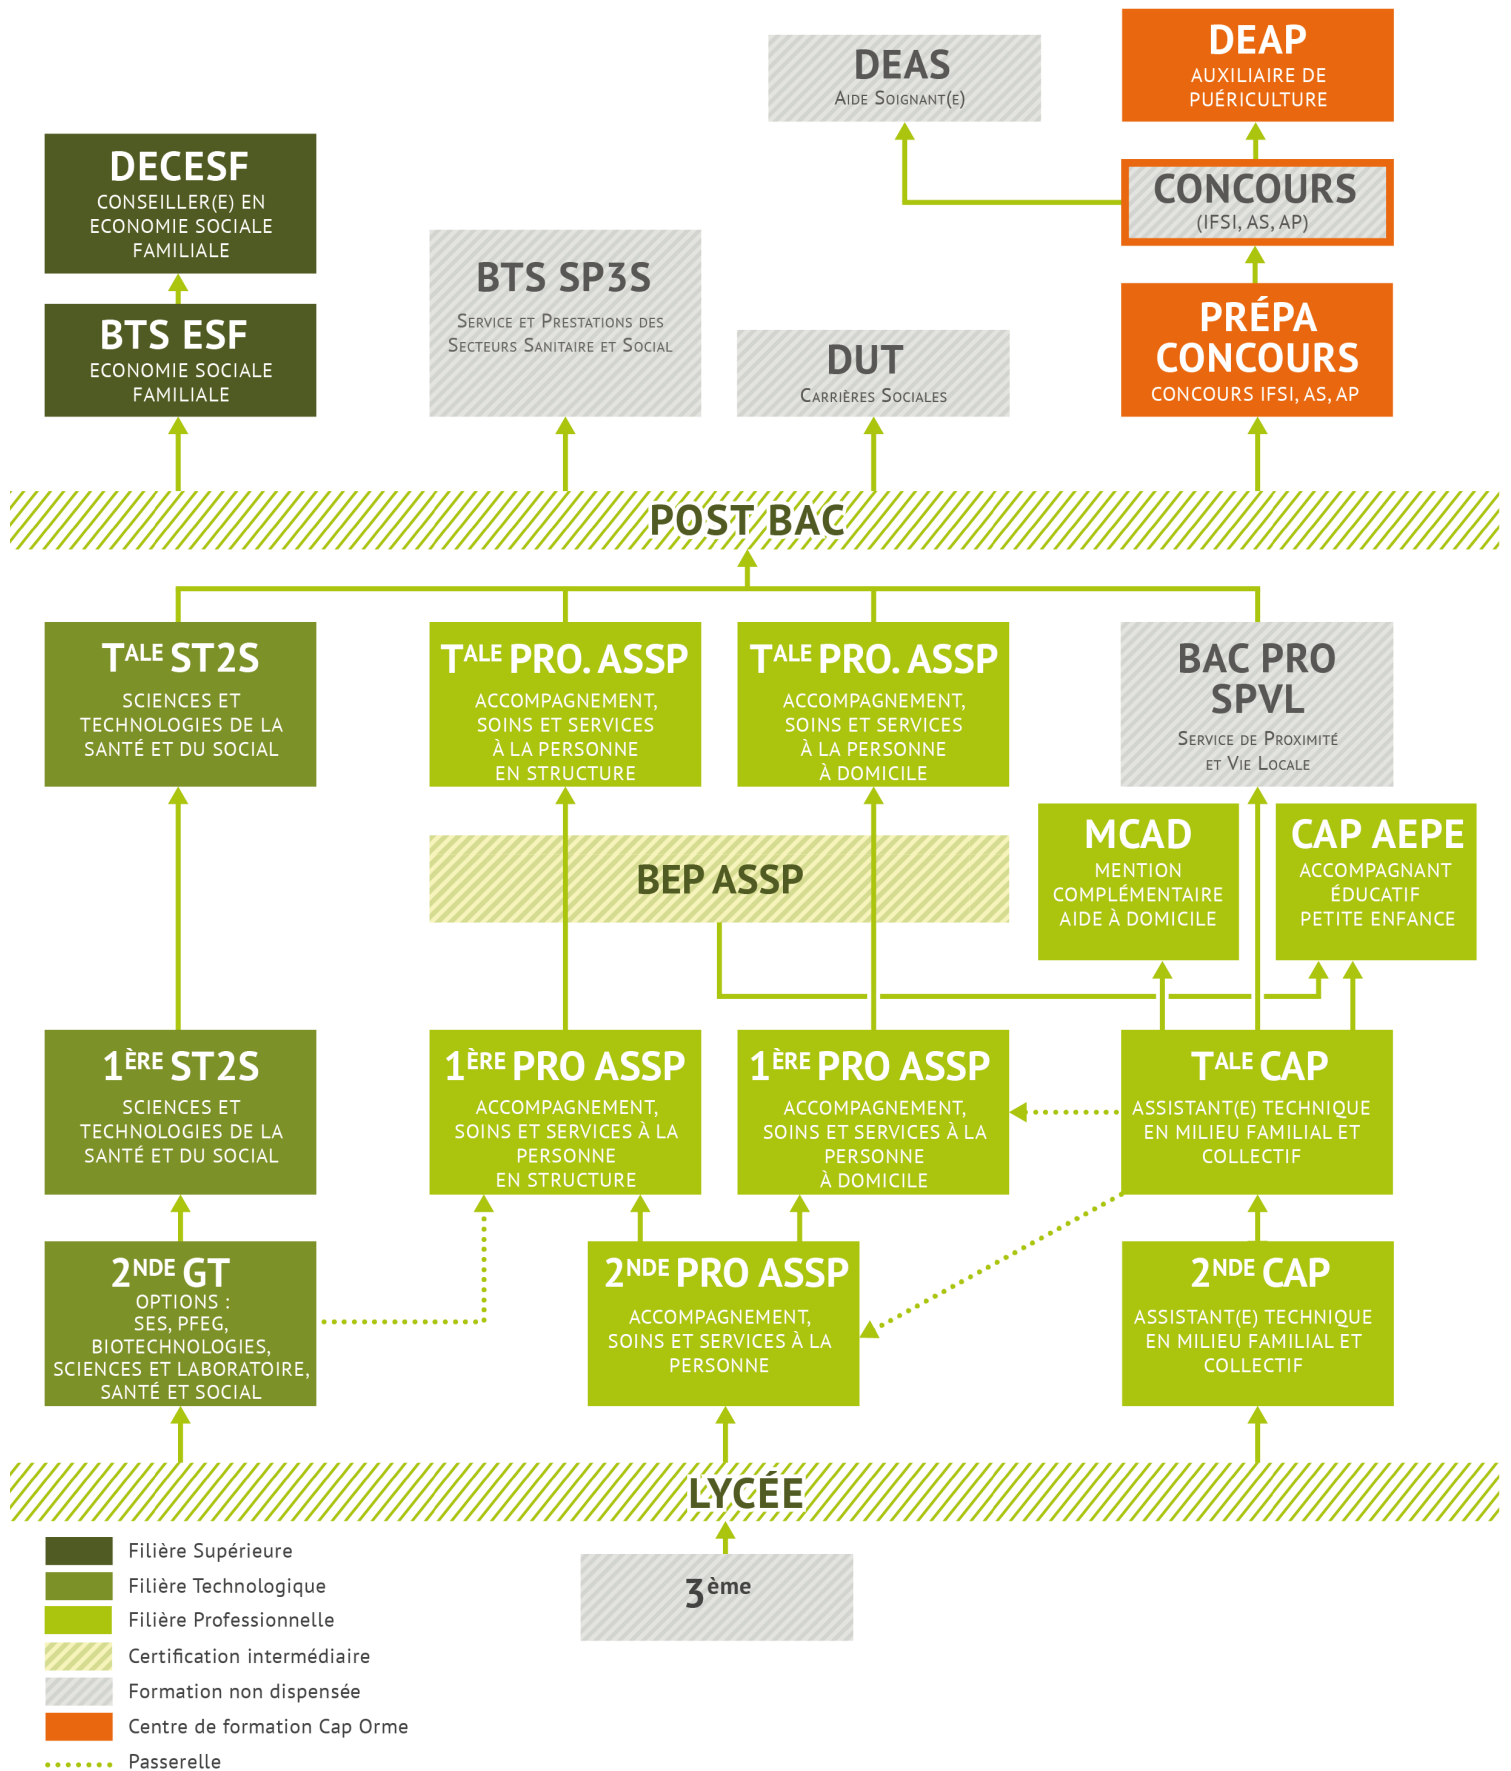 DEAP
AUXILIAIRE DE
PUÉRICULTURE
DEAS
Aide Soignant(e)
DECESF
CONSEILLER(E) EN
ECONOMIE SOCIALE
FAMILIALE
CONCOURS
(IFSI, AS, AP)
BTS ESF
ECONOMIE SOCIALE
FAMILIALE
BTS SP3S
Service et Prestations des
Secteurs Sanitaire et Social
DUT
Carrières Sociales
PRÉPA
CONCOURS
CONCOURS IFSI, AS, AP
POST BAC
TALE ST2S
SCIENCES ET
TECHNOLOGIES DE LA
SANTÉ ET DU SOCIAL
TALE PRO. ASSP
ACCOMPAGNEMENT,
SOINS ET SERVICES
À LA PERSONNE
EN STRUCTURE
TALE PRO. ASSP
ACCOMPAGNEMENT,
SOINS ET SERVICES
À LA PERSONNE
À DOMICILE
BAC PRO
SPVL
Service de Proximité
et Vie Locale
BEP ASSP
MCAD
MENTION
COMPLÉMENTAIRE
AIDE À DOMICILE
CAP AEPE
ACCOMPAGNANT
ÉDUCATIF
PETITE ENFANCE
1ÈRE ST2S
SCIENCES ET
TECHNOLOGIES DE LA
SANTÉ ET DU SOCIAL
1ÈRE PRO ASSP
ACCOMPAGNEMENT,
SOINS ET SERVICES À LA
PERSONNE
EN STRUCTURE
1ÈRE PRO ASSP
ACCOMPAGNEMENT,
SOINS ET SERVICES À LA
PERSONNE
À DOMICILE
TALE CAP
ASSISTANT(E) TECHNIQUE
EN MILIEU FAMILIAL ET
COLLECTIF
2NDE GT
OPTIONS :
SES, PFEG,
BIOTECHNOLOGIES,
SCIENCES ET LABORATOIRE,
SANTÉ ET SOCIAL
2NDE PRO ASSP
ACCOMPAGNEMENT,
SOINS ET SERVICES À LA
PERSONNE
2NDE CAP
ASSISTANT(E) TECHNIQUE
EN MILIEU FAMILIAL ET
COLLECTIF
LYCÉE
3ème
Filière Supérieure
Filière Technologique
Filière Professionnelle
Certification intermédiaire
Formation non dispensée
Centre de formation Cap Orme
Passerelle